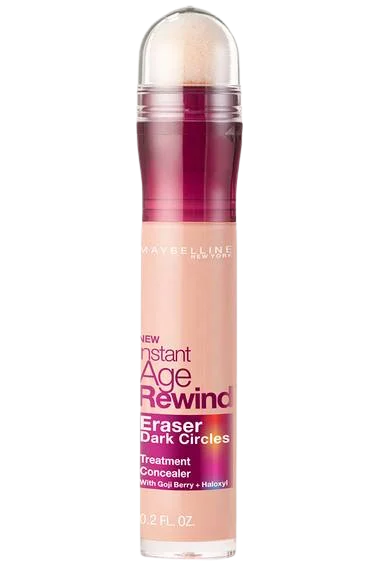 MAYBELLINE
NEW YORK
NEW
Instant
Age
Rewind
Eraser
Dark Circles
Treatment
Concealer
With Goji Berry + Haloxyl
0.2 FL. OZ.